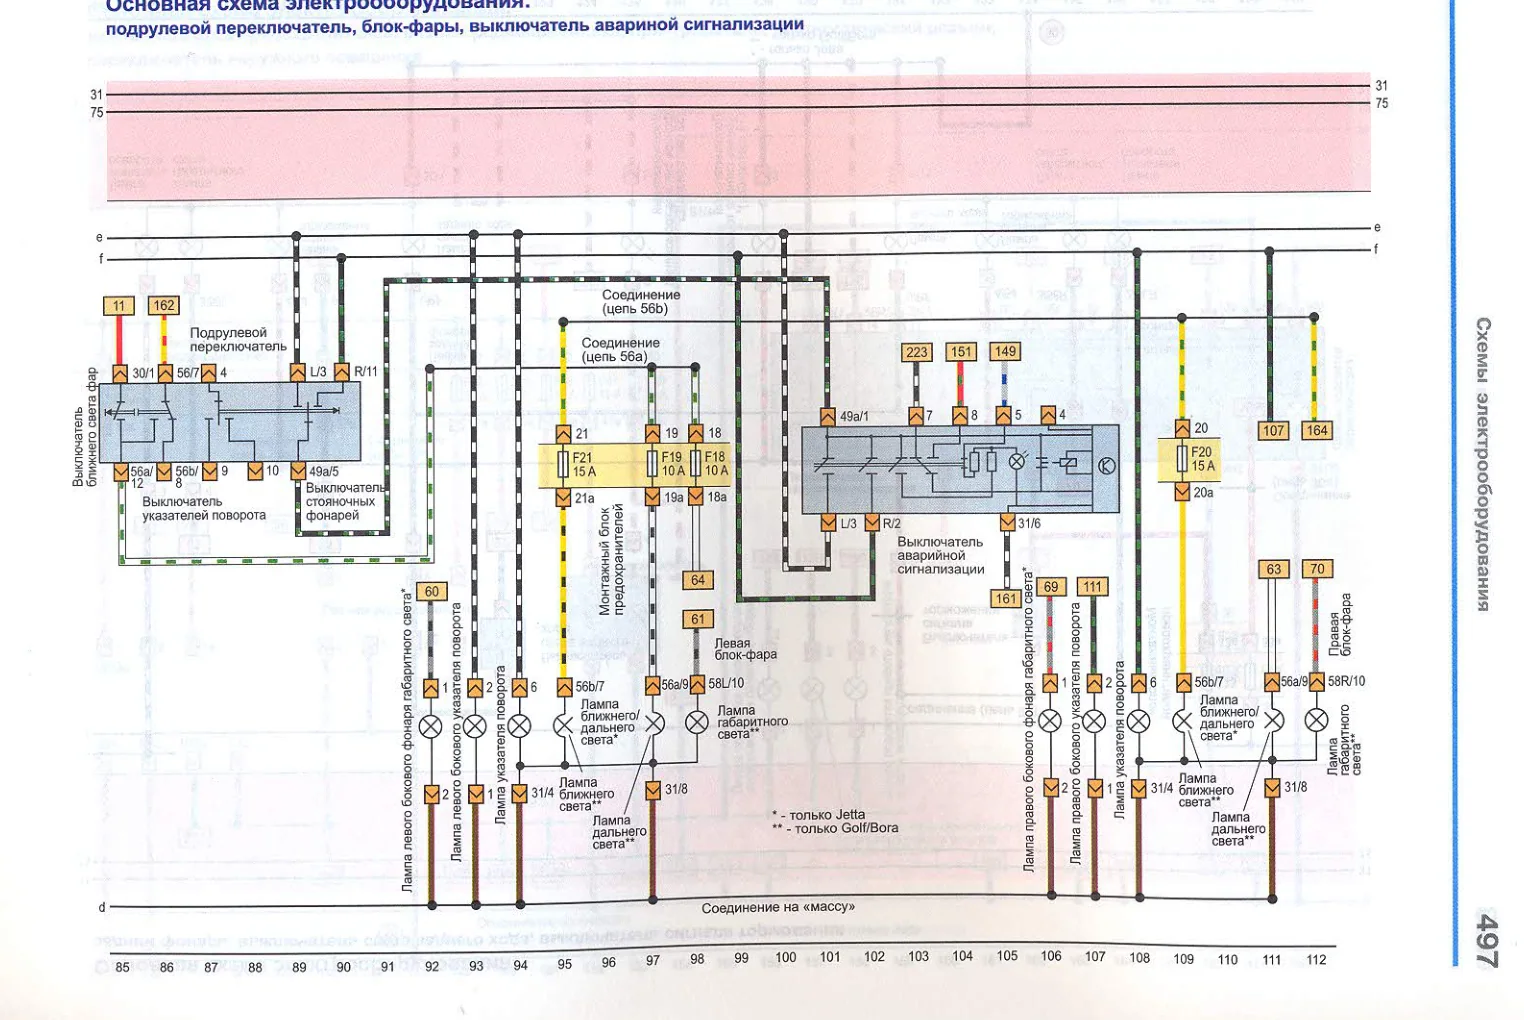 Основная схема электрооборудования:
подрулевой переключатель, блок-фары, выключатель авариной сигнализации
31
31
75
75
e
e
f
f
11
162
Подрулевой
переключатель
Соединение
(цепь 56b)
Соединение
(цепь 56a)
223
151
149
30/1
56/7
4
L/3
R/11
49a/1
7
8
5
4
Выключатель
ближнего света фар
21
19
18
20
107
164
F21
15 A
F19
10 A
F18
10 A
F20
15 A
56a/
12
56b/
8
9
10
49a/5
21a
19a
18a
20a
Выключатель
указателей поворота
Выключатель
стояночных
фонарей
Монтажный блок
предохранителей
L/3
R/2
31/6
Выключатель
аварийной
сигнализации
60
64
61
161
69
111
63
70
Левая
блок-фара
Правая
блок-фара
1
2
6
56b/7
56a/9
58L/10
1
2
6
56b/7
56a/9
58R/10
Лампа левого бокового фонаря габаритного света*
Лампа левого бокового указателя поворота
Лампа указателя поворота
Лампа
ближнего/
дальнего
света*
Лампа
габаритного
света**
Лампа правого бокового фонаря габаритного света*
Лампа правого бокового указателя поворота
Лампа указателя поворота
Лампа
ближнего/
дальнего
света*
Лампа
габаритного
света**
2
1
31/4
Лампа
ближнего
света**
31/8
Лампа
дальнего
света**
2
1
31/4
Лампа
ближнего
света**
31/8
Лампа
дальнего
света**
* - только Jetta
** - только Golf/Bora
d
Соединение на «массу»
85 86 87 88 89 90 91 92 93 94 95 96 97 98 99 100 101 102 103 104 105 106 107 108 109 110 111 112
Схемы электрооборудования
497